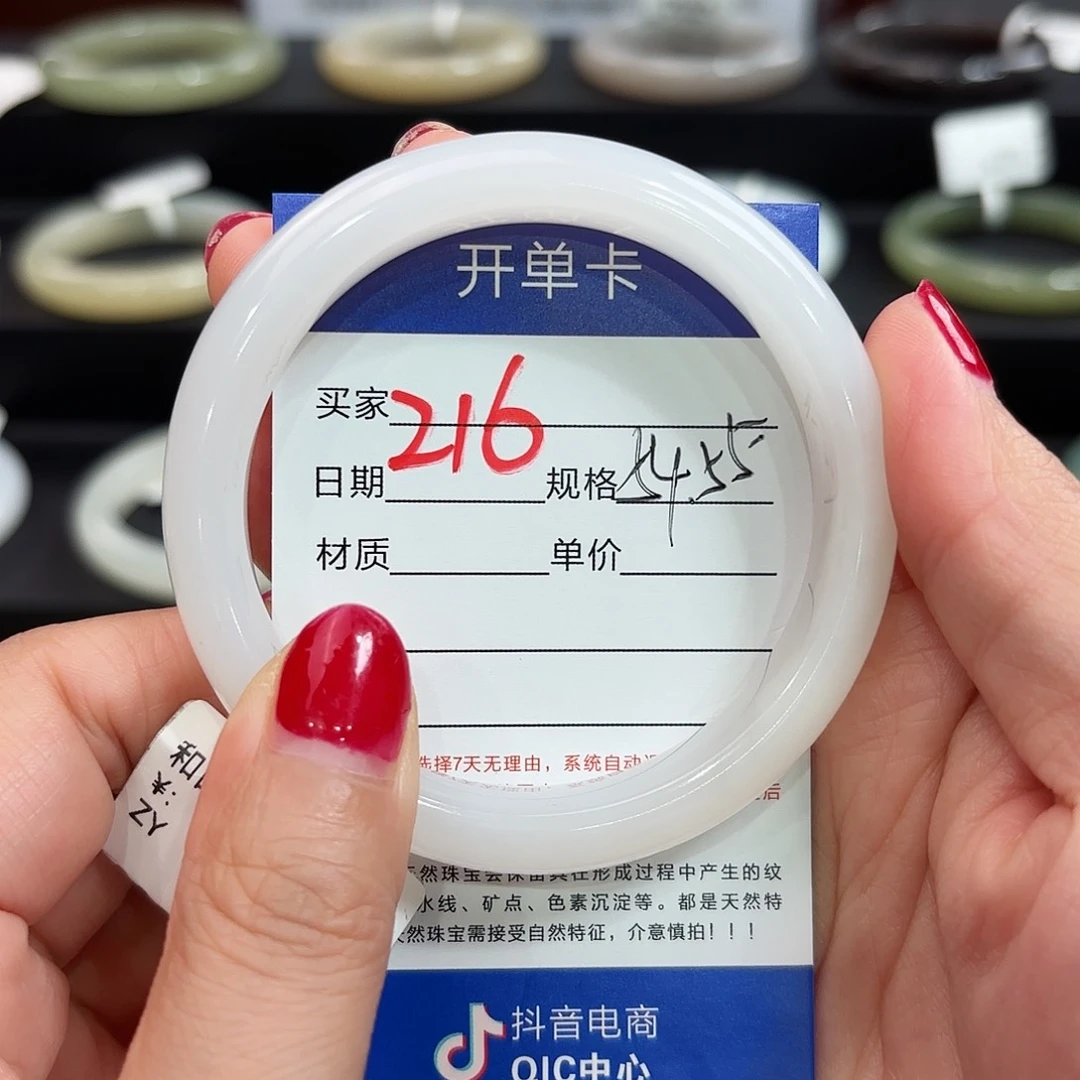 开单卡
买家 216
日期 规格 54.55
材质 单价
选择7天无理由，系统自动
后
然珠宝会保留其在形成过程中产生的纹
水线、矿点、色素沉淀等。都是天然特
天然珠宝需接受自然特征，介意慎拍！！！
抖音电商
QIC中心
YZ